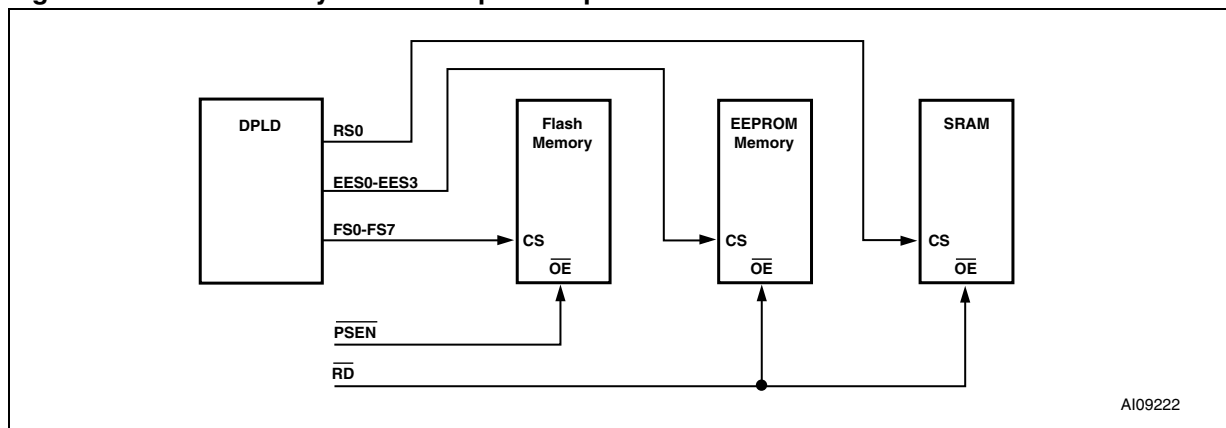 DPLD
RS0
EES0-EES3
FS0-FS7
Flash
Memory
CS
OE
EEPROM
Memory
CS
OE
SRAM
CS
OE
PSEN
RD
AI09222